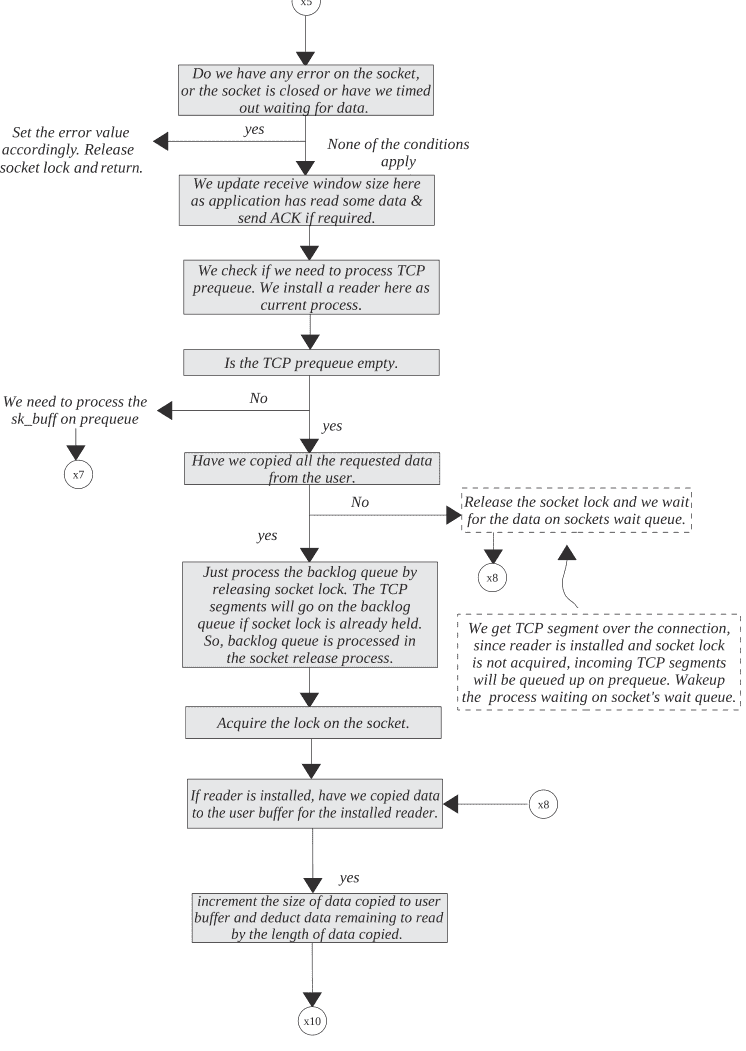 x5
Do we have any error on the socket,
or the socket is closed or have we timed
out waiting for data.
yes
Set the error value
accordingly. Release
socket lock and return.
None of the conditions
apply
We update receive window size here
as application has read some data &
send ACK if required.
We check if we need to process TCP
prequeue. We install a reader here as
current process.
Is the TCP prequeue empty.
No
We need to process the
sk_buff on prequeue
yes
x7
Have we copied all the requested data
from the user.
No
Release the socket lock and we wait
for the data on sockets wait queue.
yes
x8
Just process the backlog queue by
releasing socket lock. The TCP
segments will go on the backlog
queue if socket lock is already held.
So, backlog queue is processed in
the socket release process.
We get TCP segment over the connection,
since reader is installed and socket lock
is not acquired, incoming TCP segments
will be queued up on prequeue. Wakeup
the process waiting on socket's wait queue.
Acquire the lock on the socket.
If reader is installed, have we copied data
to the user buffer for the installed reader.
x8
yes
increment the size of data copied to user
buffer and deduct data remaining to read
by the length of data copied.
x10